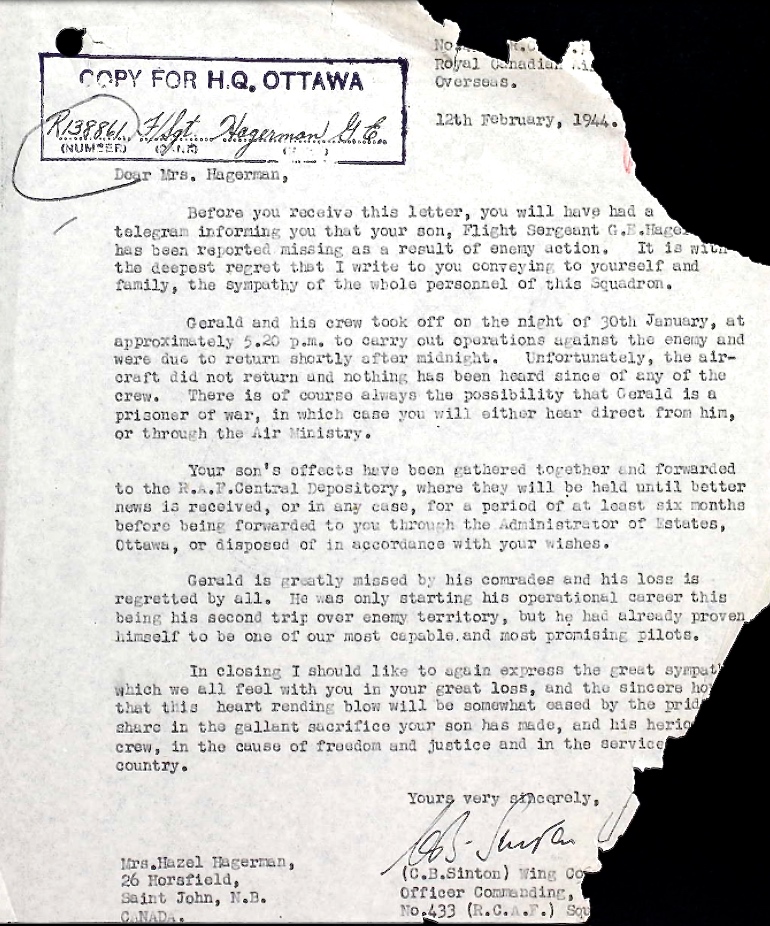 Royal Canadian
Overseas.
12th February, 1944.
COPY FOR H.Q. OTTAWA
R138861 F/Sgt. Hagerman G E.
(NUMBER)
Dear Mrs. Hagerman,
Before you receive this letter, you will have had a
telegram informing you that your son, Flight Sergeant G.E.Hager
has been reported missing as a result of enemy action. It is with
the deepest regret that I write to you conveying to yourself and
family, the sympathy of the whole personnel of this Squadron.
Gerald and his crew took off on the night of 30th January, at
approximately 5.20 p.m. to carry out operations against the enemy and
were due to return shortly after midnight. Unfortunately, the air-
craft did not return and nothing has been heard since of any of the
crew. There is of course always the possibility that Gerald is a
prisoner of war, in which case you will either hear direct from him,
or through the Air Ministry.
Your son's effects have been gathered together and forwarded
to the R.A.F.Central Depository, where they will be held until better
news is received, or in any case, for a period of at least six months
before being forwarded to you through the Administrator of Estates,
Ottawa, or disposed of in accordance with your wishes.
Gerald is greatly missed by his comrades and his loss is
regretted by all. He was only starting his operational career this
being his second trip over enemy territory, but he had already proven
himself to be one of our most capable.and most promising pilots.
In closing I should like to again express the great sympat
which we all feel with you in your great loss, and the sincere ho
that this heart rending blow will be somewhat eased by the prid
share in the gallant sacrifice your son has made, and his herio
crew, in the cause of freedom and justice and in the service
country.
Yours very sincerely,
CB. Sinton
(C.B.Sinton) Wing Co
Officer Commanding,
No.433 (R.C.A.F.) Squ
Mrs.Hazel Hagerman,
26 Horsfield,
Saint John, N.B.
CANADA.